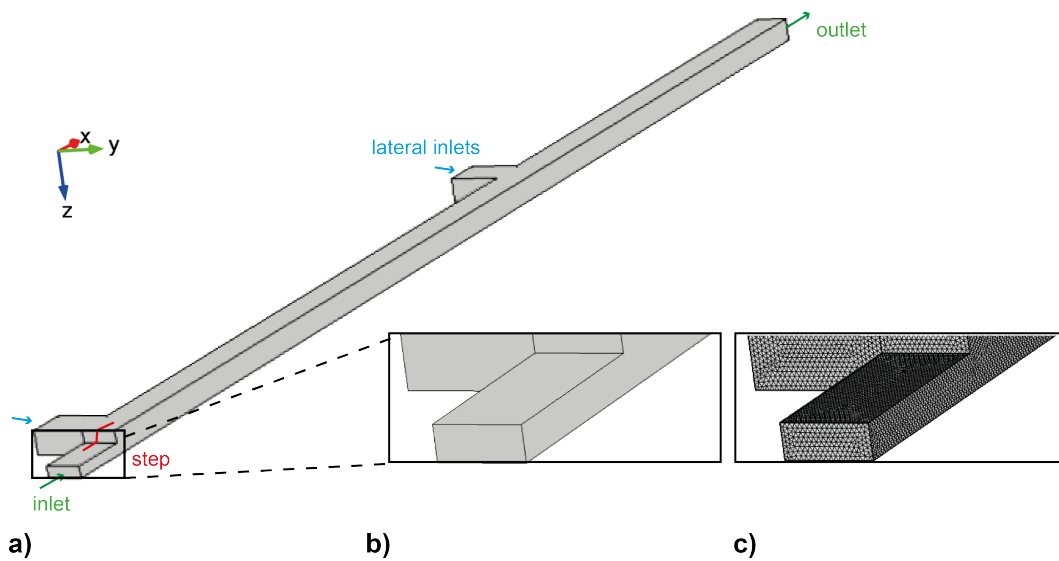 outlet
x
y
z
lateral inlets
step
inlet
a)
b)
c)